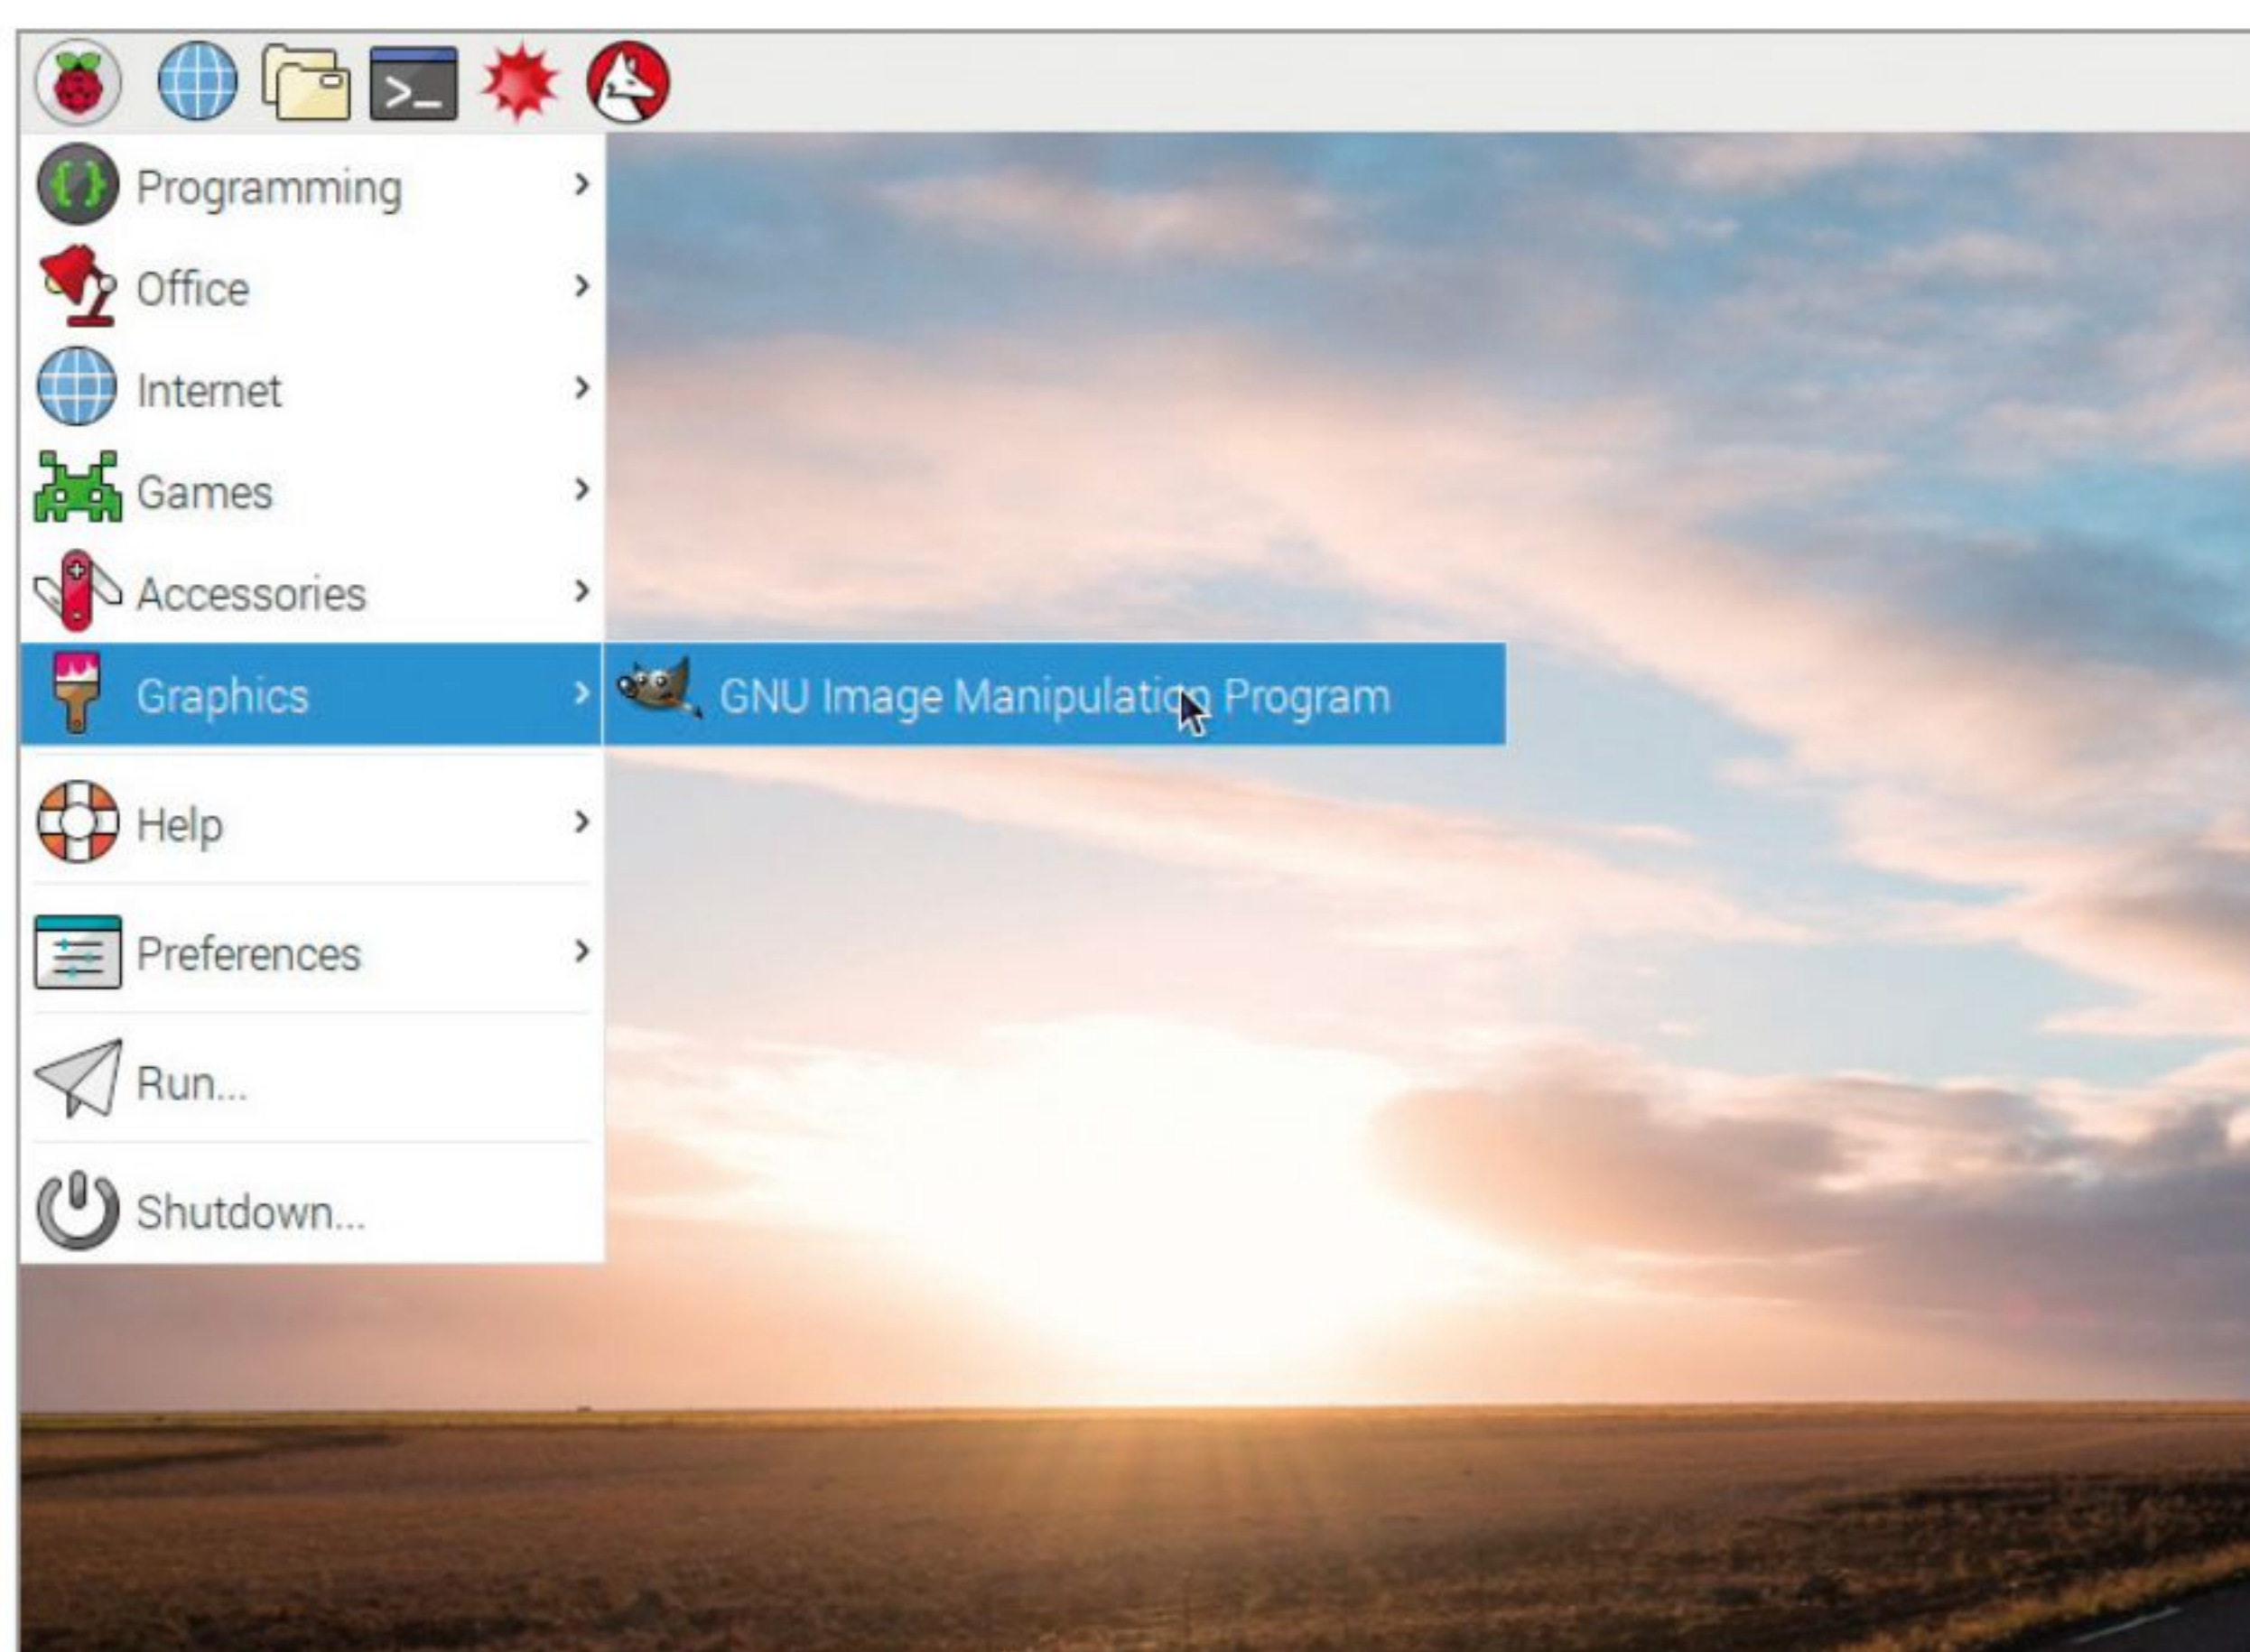 Programming
Office
Internet
Games
Accessories
Graphics
GNU Image Manipulation Program
Help
Preferences
Run...
Shutdown...